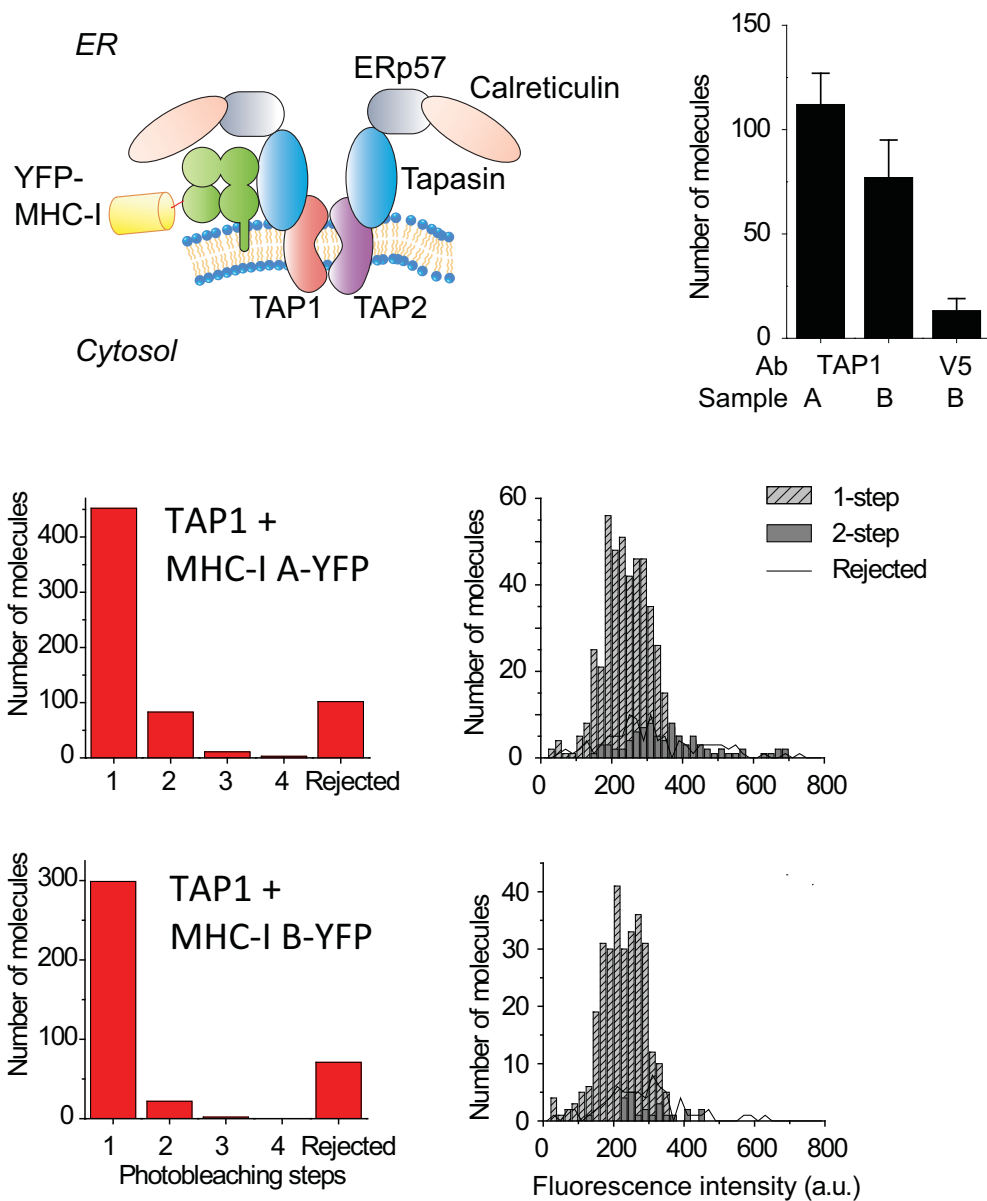 ER
ERp57
Calreticulin
YFP-
MHC-I
Tapasin
TAP1
TAP2
Cytosol
Number of molecules
150
100
50
0
Ab
TAP1
V5
Sample
A
B
B
Number of molecules
400
300
200
100
0
TAP1 +
MHC-I A-YFP
1
2
3
4
Rejected
Number of molecules
60
40
20
0
0
200
400
600
800
1-step
2-step
Rejected
Number of molecules
300
200
100
0
TAP1 +
MHC-I B-YFP
1
2
3
4
Rejected
Photobleaching steps
Number of molecules
40
30
20
10
0
0
200
400
600
800
Fluorescence intensity (a.u.)